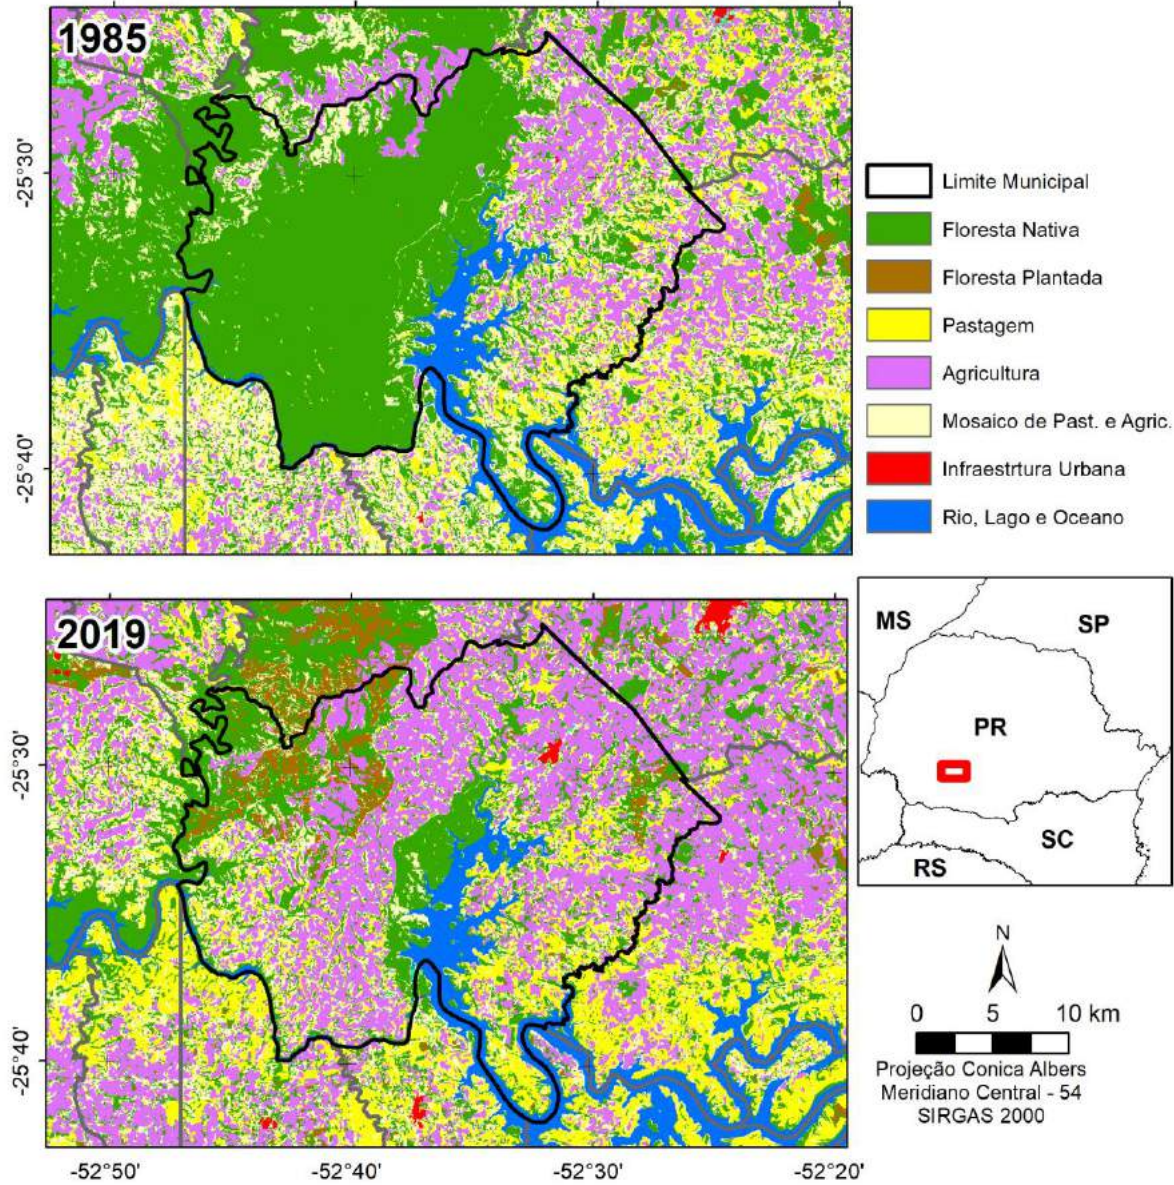 1985
-25°30'
-25°40'
Limite Municipal
Floresta Nativa
Floresta Plantada
Pastagem
Agricultura
Mosaico de Past. e Agric.
Infraestrtura Urbana
Rio, Lago e Oceano
2019
-25°30'
-25°40'
-52°50'
-52°40'
-52°30'
-52°20'
MS
SP
PR
SC
RS
N
0 5 10 km
Projeção Conica Albers
Meridiano Central - 54
SIRGAS 2000